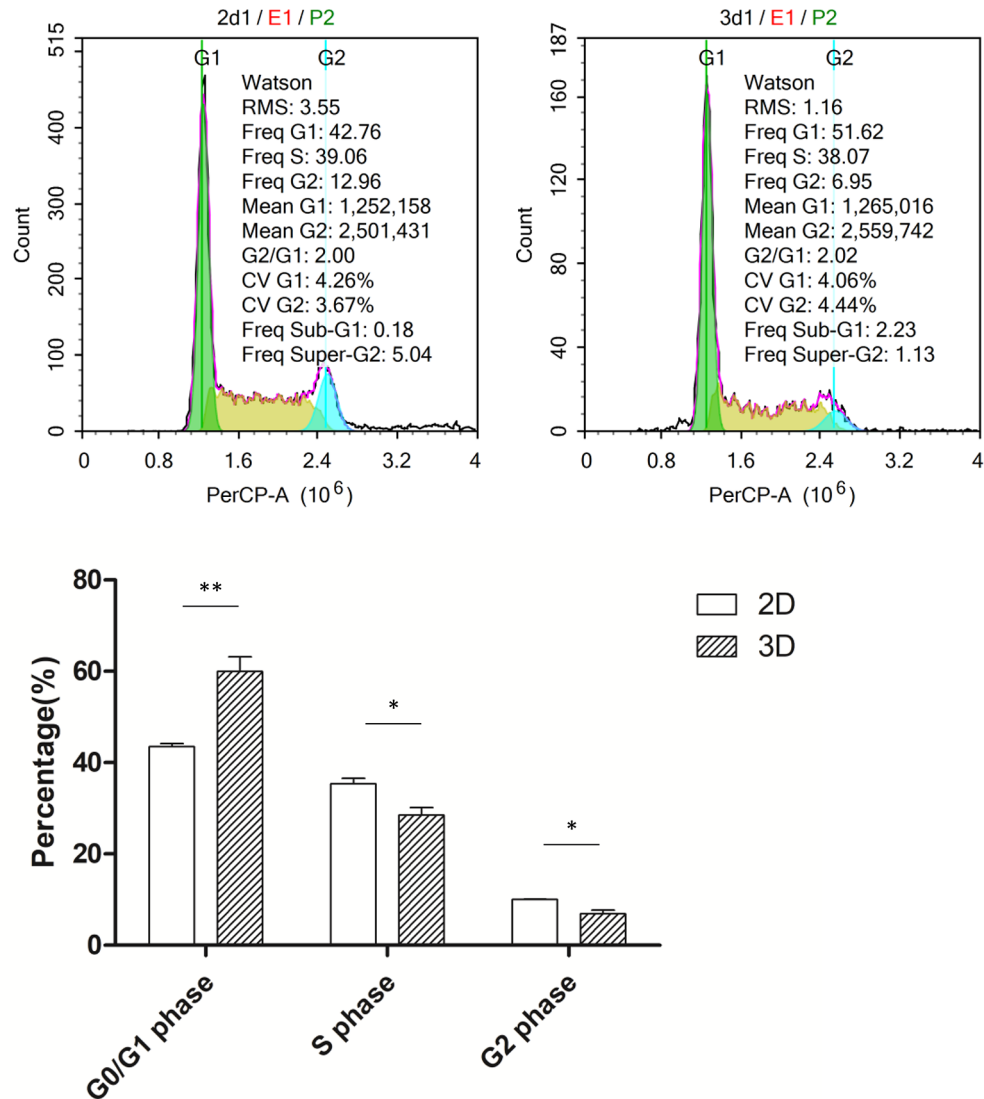 2d1 / E1 / P2
515
400
300
200
100
0
Count
G1
G2
Watson
RMS: 3.55
Freq G1: 42.76
Freq S: 39.06
Freq G2: 12.96
Mean G1: 1,252,158
Mean G2: 2,501,431
G2/G1: 2.00
CV G1: 4.26%
CV G2: 3.67%
Freq Sub-G1: 0.18
Freq Super-G2: 5.04
0 0.8 1.6 2.4 3.2 4
PerCP-A (10⁶)
3d1 / E1 / P2
187
160
120
80
40
0
Count
G1
G2
Watson
RMS: 1.16
Freq G1: 51.62
Freq S: 38.07
Freq G2: 6.95
Mean G1: 1,265,016
Mean G2: 2,559,742
G2/G1: 2.02
CV G1: 4.06%
CV G2: 4.44%
Freq Sub-G1: 2.23
Freq Super-G2: 1.13
0 0.8 1.6 2.4 3.2 4
PerCP-A (10⁶)
Percentage(%)
80
60
40
20
0
**
*
*
2D
3D
G0/G1 phase
S phase
G2 phase